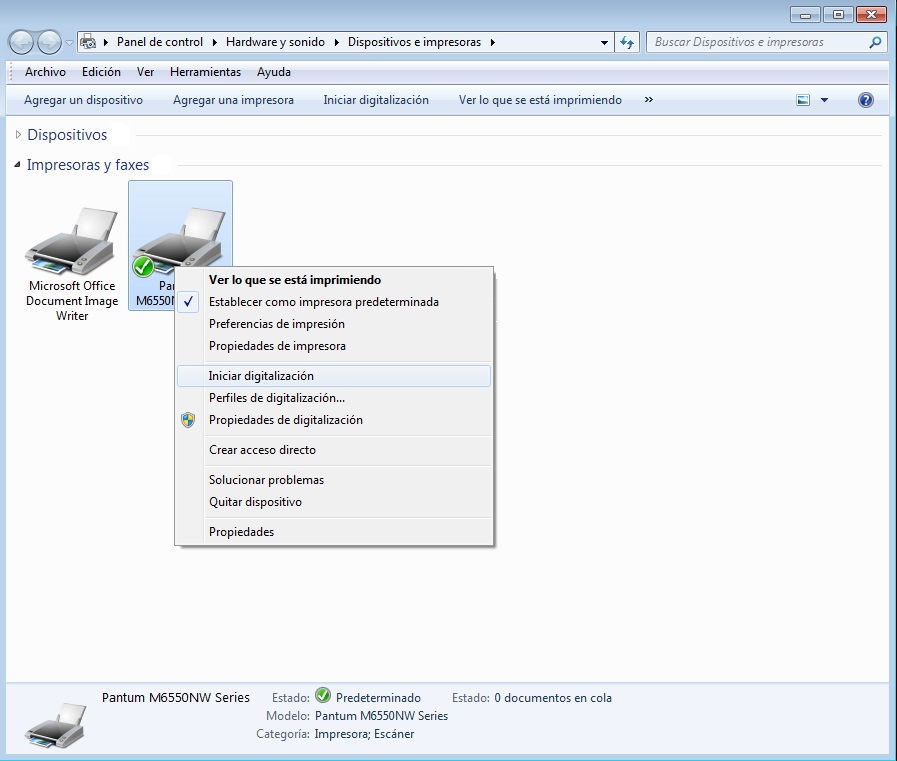 Panel de control Hardware y sonido Dispositivos e impresoras
Buscar Dispositivos e impresoras
Archivo Edición Ver Herramientas Ayuda
Agregar un dispositivo Agregar una impresora Iniciar digitalización Ver lo que se está imprimiendo »
Dispositivos
Impresoras y faxes
Microsoft Office
Document Image
Writer
Pan
M6550N
Ver lo que se está imprimiendo
Establecer como impresora predeterminada
Preferencias de impresión
Propiedades de impresora
Iniciar digitalización
Perfiles de digitalización...
Propiedades de digitalización
Crear acceso directo
Solucionar problemas
Quitar dispositivo
Propiedades
Pantum M6550NW Series Estado: Predeterminado Estado: 0 documentos en cola
Modelo: Pantum M6550NW Series
Categoría: Impresora; Escáner